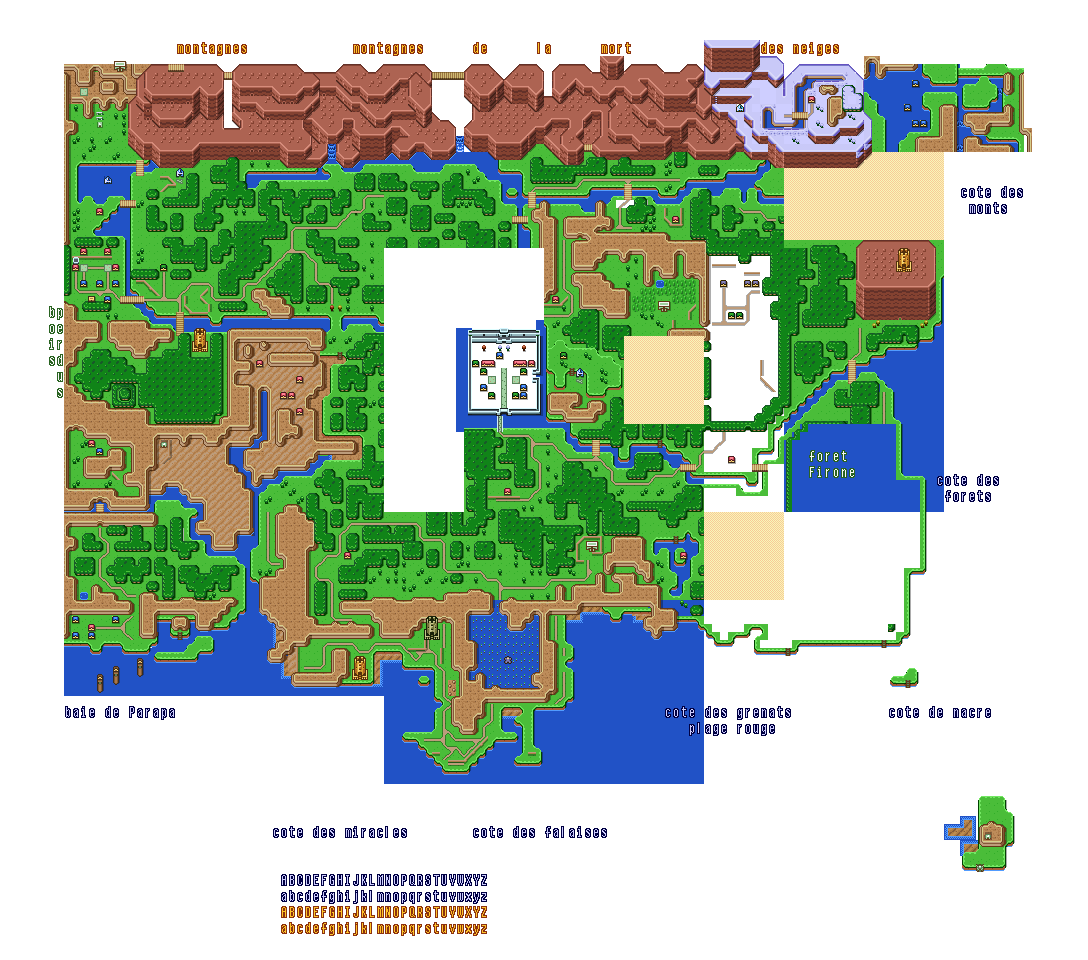 montagnes montagnes de la mort des neiges
cote des
monts
bp
oe
ir
sd
u
s
foret
Firone
cote des
forets
baie de Parapa
cote des grenats
plage rouge
cote de nacre
cote des miracles
cote des falaises
ABCDEFGHIJKLMNOPQRSTUVWXYZ
abcdefghijklmnopqrstuvwxyz
ABCDEFGHIJKLMNOPQRSTUVWXYZ
abcdefghijklmnopqrstuvwxyz